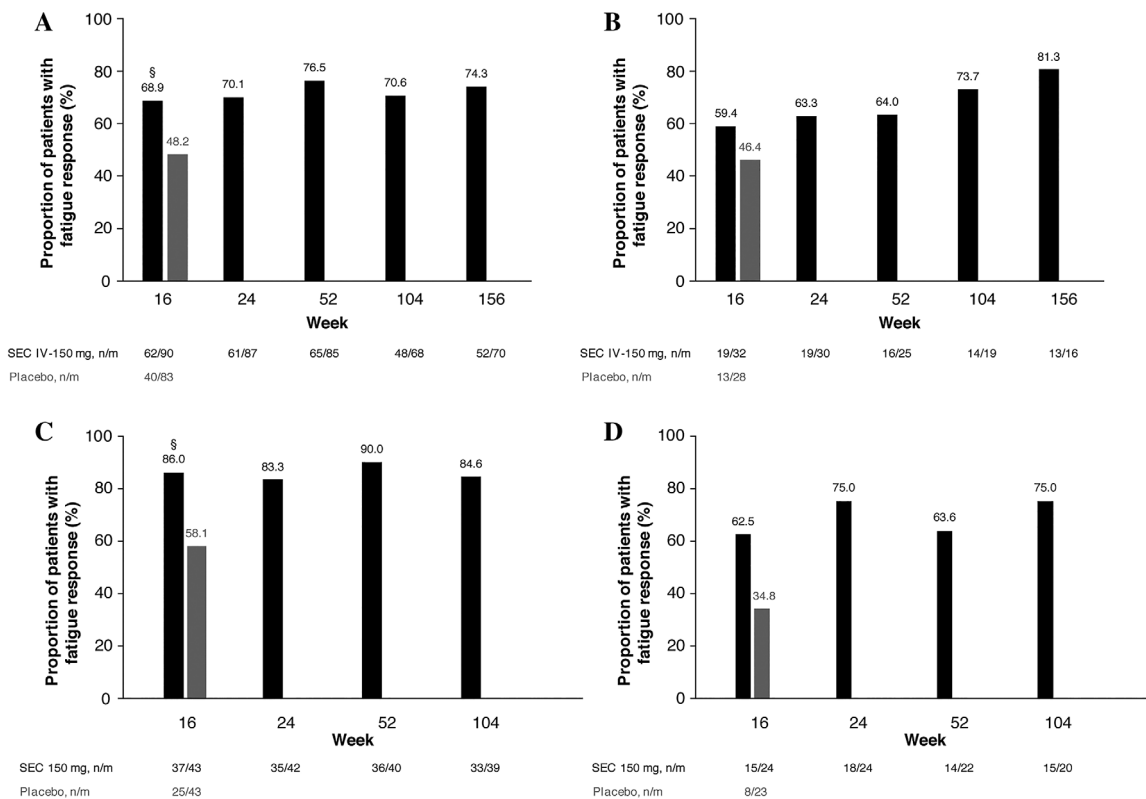 A
Proportion of patients with
fatigue response (%)
100
80
60
40
20
0
§
68.9
48.2
70.1
76.5
70.6
74.3
16 24 52 104 156
Week
SEC IV-150 mg, n/m 62/90 61/87 65/85 48/68 52/70
Placebo, n/m 40/83
B
Proportion of patients with
fatigue response (%)
100
80
60
40
20
0
59.4
46.4
63.3
64.0
73.7
81.3
16 24 52 104 156
Week
SEC IV-150 mg, n/m 19/32 19/30 16/25 14/19 13/16
Placebo, n/m 13/28
C
Proportion of patients with
fatigue response (%)
100
80
60
40
20
0
§
86.0
58.1
83.3
90.0
84.6
16 24 52 104
Week
SEC 150 mg, n/m 37/43 35/42 36/40 33/39
Placebo, n/m 25/43
D
Proportion of patients with
fatigue response (%)
100
80
60
40
20
0
62.5
34.8
75.0
63.6
75.0
16 24 52 104
Week
SEC 150 mg, n/m 15/24 18/24 14/22 15/20
Placebo, n/m 8/23